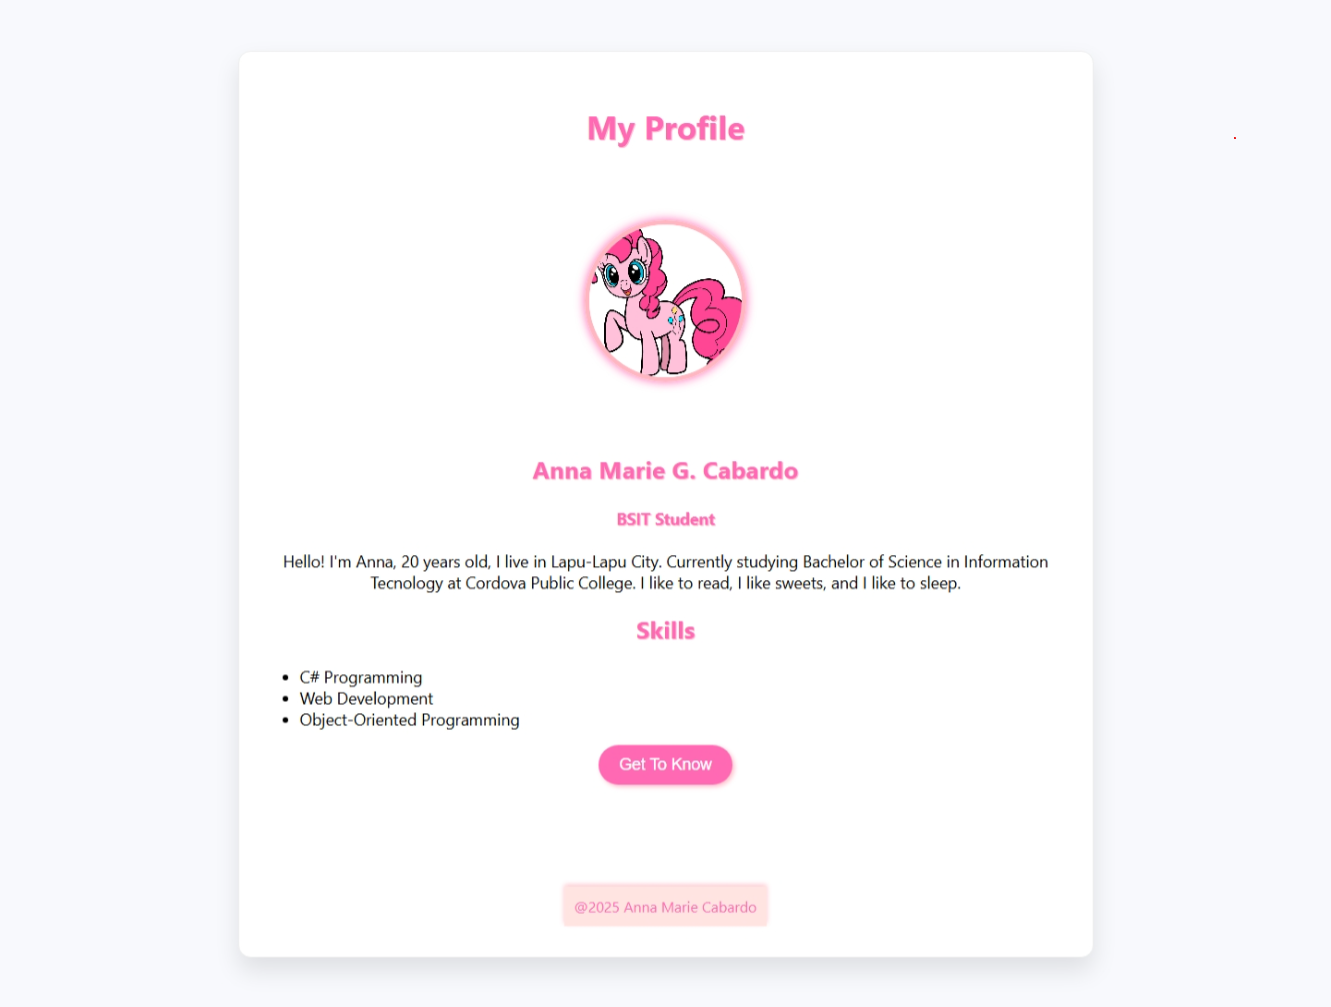 My Profile
Anna Marie G. Cabardo
BSIT Student
Hello! I'm Anna, 20 years old, I live in Lapu-Lapu City. Currently studying Bachelor of Science in Information
Tecnology at Cordova Public College. I like to read, I like sweets, and I like to sleep.
Skills
• C# Programming
• Web Development
• Object-Oriented Programming
Get To Know
@2025 Anna Marie Cabardo